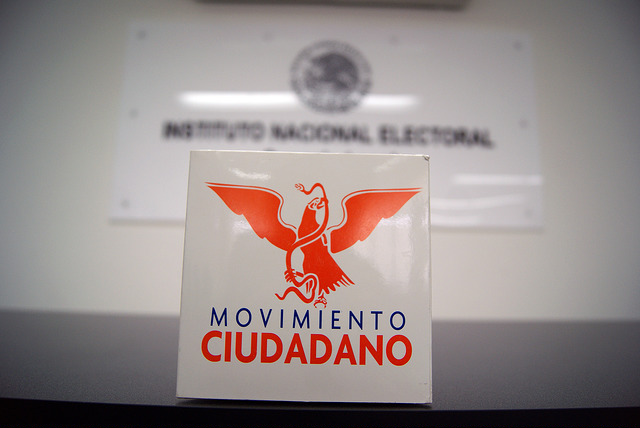 INSTITUTO NACIONAL ELECTORAL
MOVIMIENTO
CIUDADANO